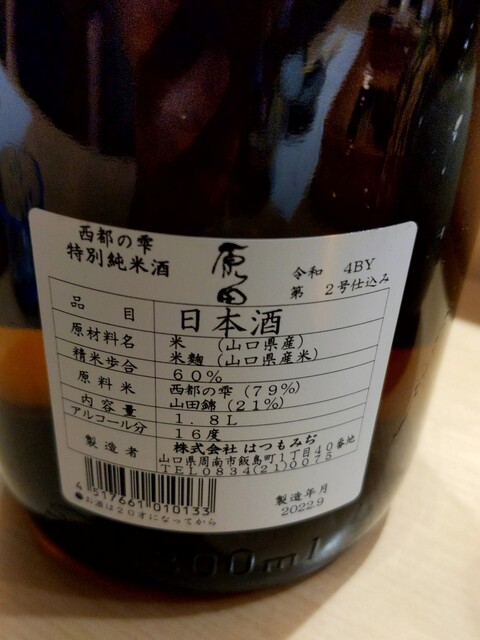 西都の雫
特別純米酒
原田
令和 4BY
第 2号仕込み
品目 日本酒
原材料名 米 (山口県産)
米麹 (山口県産米)
精米歩合 60%
原料米 西都の雫 (79%)
山田錦 (21%)
内容量 1.8L
アルコール分 16度
製造者 株式会社 はつもみぢ
山口県周南市飯島町1丁目40番地
TEL0834(21)0075
4 517661 010133
●お酒は20才になってから
製造年月
2022.9
800ml